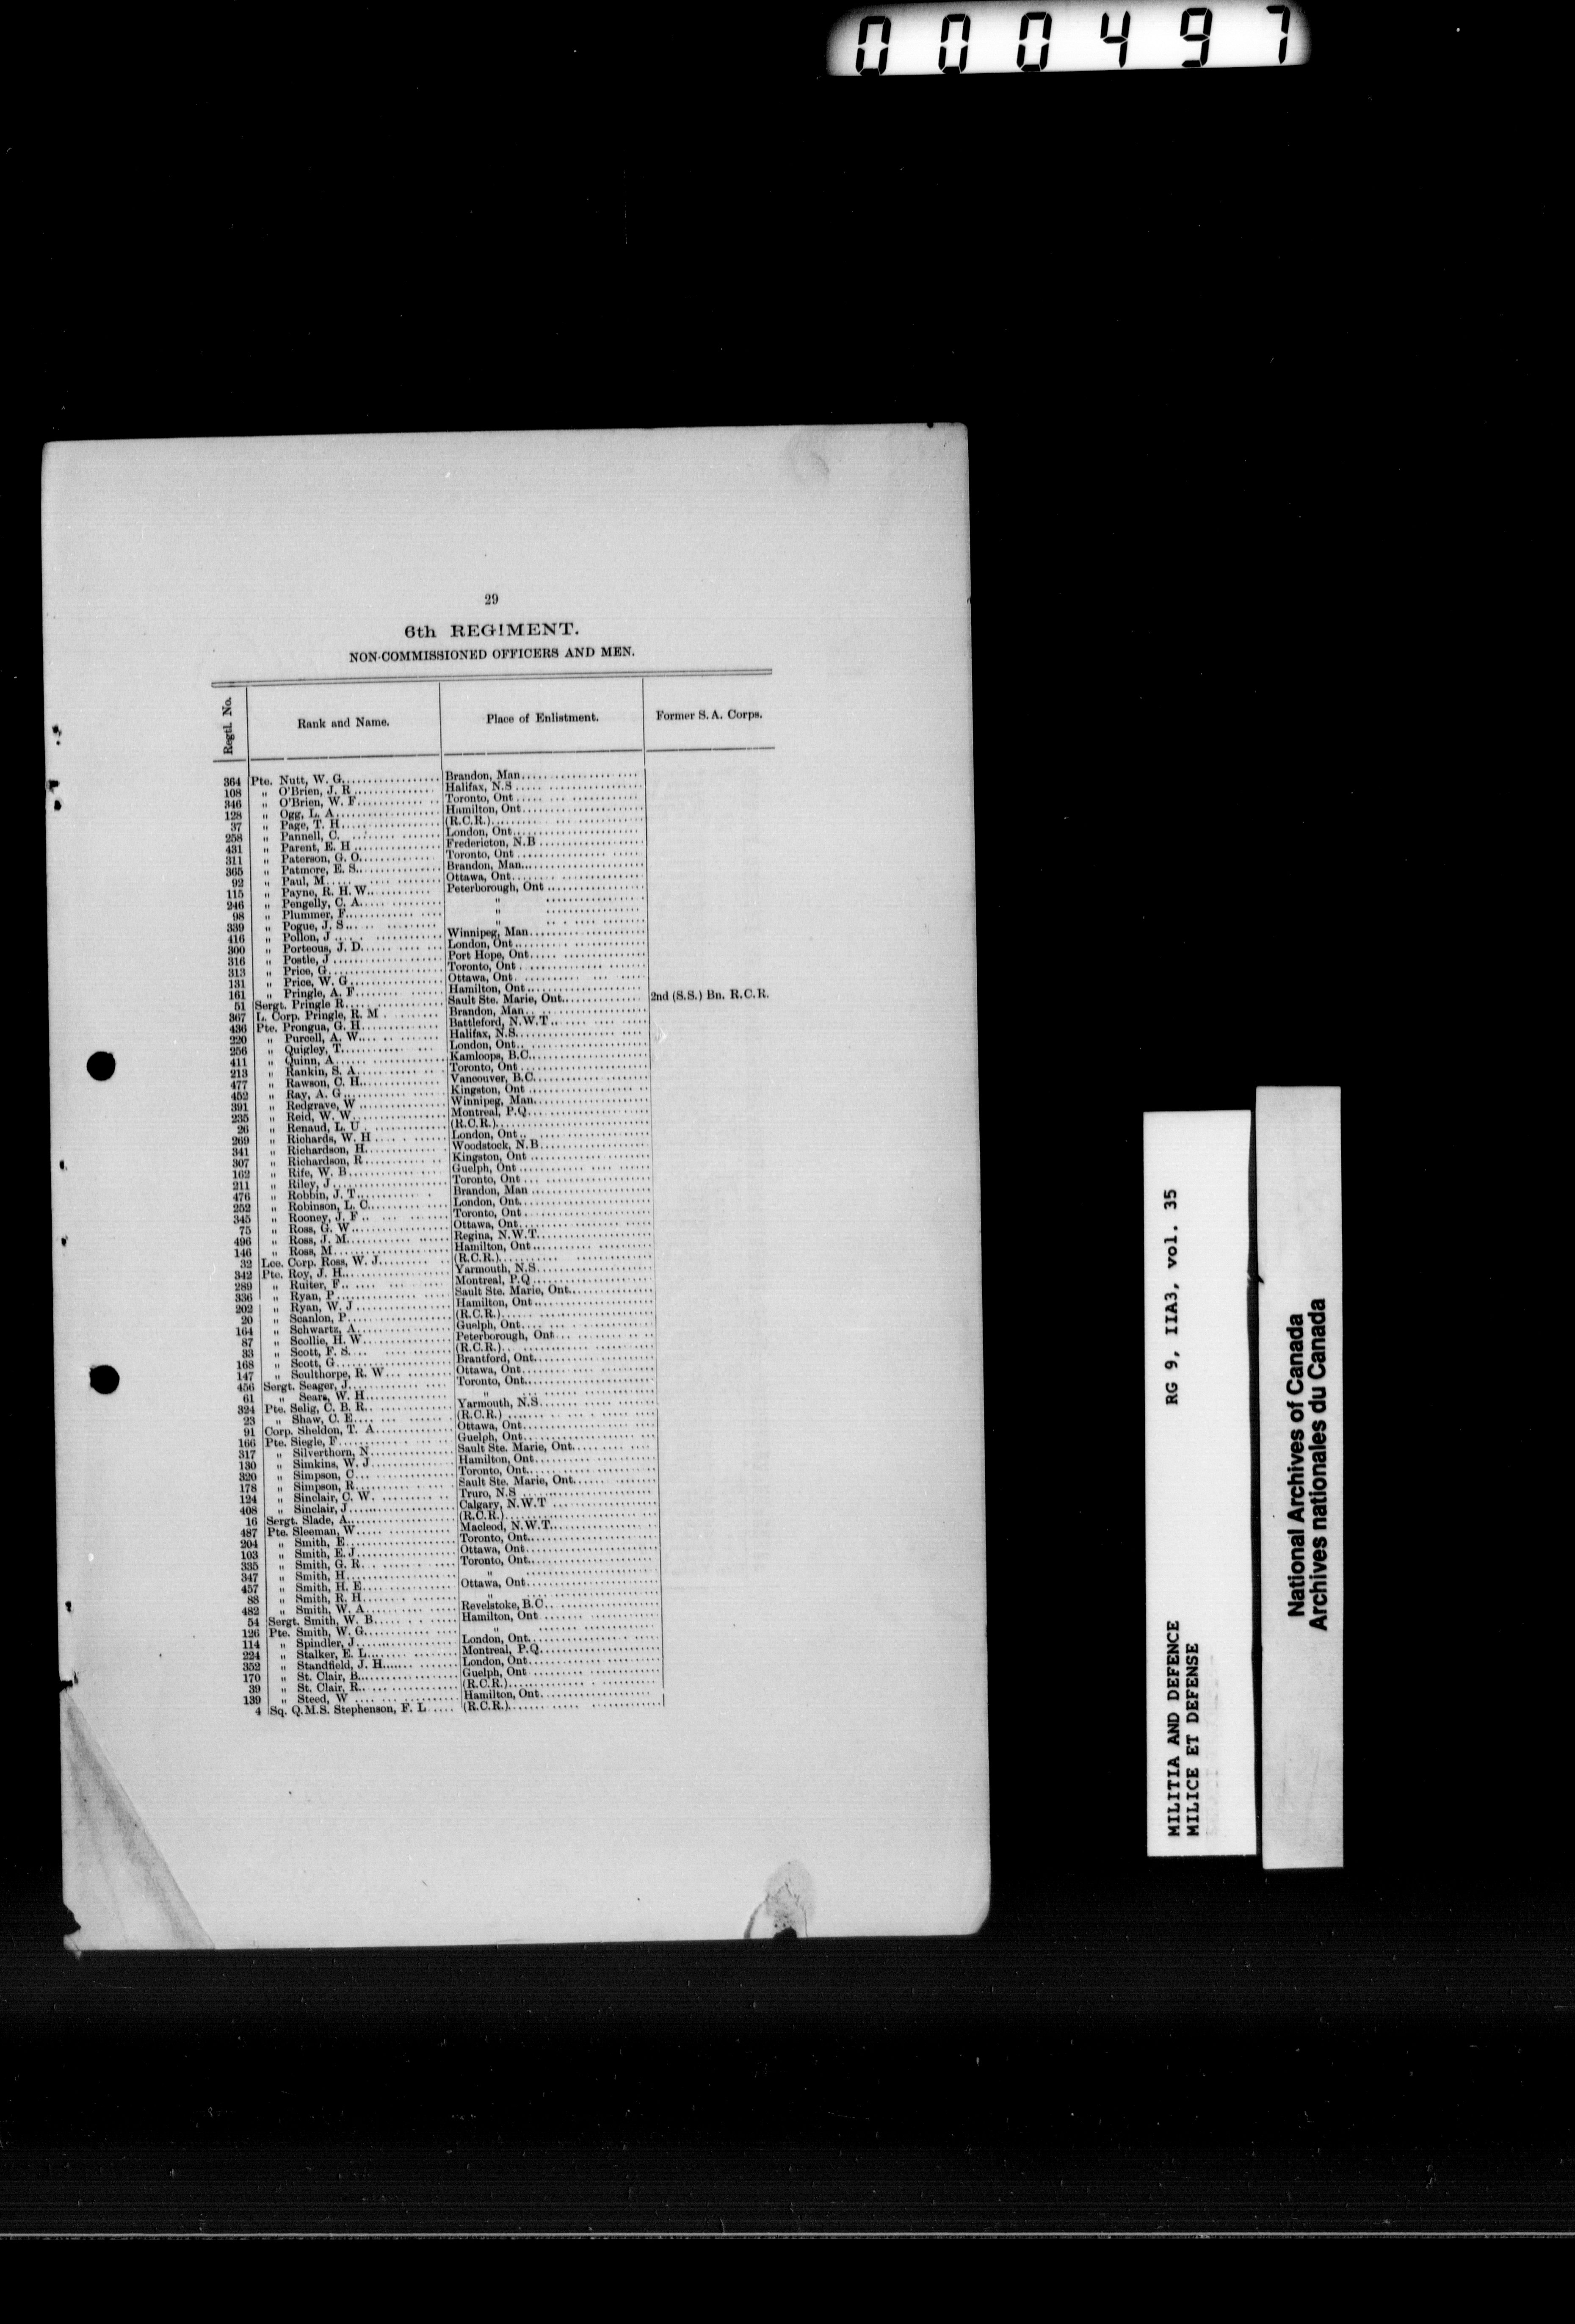 000497
29
6th REGIMENT.
NON-COMMISSIONED OFFICERS AND MEN.
Regtl. No. Rank and Name. Place of Enlistment. Former S. A. Corps.
364 Pte. Nutt, W. G. Brandon, Man
108 " O'Brien, J. R Halifax, N.S
346 " O'Brien, W. F Toronto, Ont
128 " Ogg, L. A Hamilton, Ont
37 " Page, T. H (R.C.R.)
258 " Pannell, C. London, Ont
431 " Parent, E. H Fredericton, N.B
311 " Paterson, G. O. Toronto, Ont
365 " Patmore, E. S. Brandon, Man.
92 " Paul, M Ottawa, Ont
115 " Payne, R. H. W. Peterborough, Ont
246 " Pengelly, C. A. "
98 " Plummer, F. "
339 " Pogue, J. S "
416 " Pollon, J Winnipeg, Man
300 " Porteous, J. D. London, Ont
316 " Postle, J Port Hope, Ont
313 " Price, G Toronto, Ont
131 " Price, W. G Ottawa, Ont
161 " Pringle, A. F Hamilton, Ont
51 Sergt. Pringle R Sault Ste. Marie, Ont. 2nd (S.S.) Bn. R.C.R.
367 L. Corp. Pringle, R. M Brandon, Man
436 Pte. Prongua, G. H Battleford, N.W.T
220 " Purcell, A. W. Halifax, N.S.
256 " Quigley, T. London, Ont
411 " Quinn, A Kamloops, B.C.
213 " Rankin, S. A Toronto, Ont
477 " Rawson, C. H. Vancouver, B.C.
452 " Ray, A. G Kingston, Ont
391 " Redgrave, W Winnipeg, Man.
235 " Reid, W. W. Montreal, P.Q.
26 " Renaud, L. U (R.C.R.)
269 " Richards, W. H London, Ont
341 " Richardson, H. Woodstock, N.B
307 " Richardson, R Kingston, Ont
162 " Rife, W. B Guelph, Ont
211 " Riley, J Toronto, Ont
476 " Robbin, J. T. Brandon, Man
252 " Robinson, L. C. London, Ont.
345 " Rooney, J. F Toronto, Ont
75 " Ross, G. W Ottawa, Ont.
496 " Ross, J. M. Regina, N.W.T.
146 " Ross, M. Hamilton, Ont
32 Lce. Corp. Ross, W. J. (R.C.R.)
342 Pte. Roy, J. H. Yarmouth, N.S
289 " Ruiter, F. Montreal, P.Q
336 " Ryan, P Sault Ste. Marie, Ont.
202 " Ryan, W. J Hamilton, Ont
20 " Scanlon, P. (R.C.R.)
164 " Schwartz, A. Guelph, Ont
87 " Scollie, H. W. Peterborough, Ont
33 " Scott, F. S. (R.C.R.)
168 " Scott, G Brantford, Ont.
147 " Soulthorpe, R. W Ottawa, Ont.
456 Sergt. Seager, J. Toronto, Ont.
61 " Sears, W. H. "
324 Pte. Selig, C. B. R. Yarmouth, N.S.
23 " Shaw, C. E. (R.C.R.)
91 Corp. Sheldon, T. A. Ottawa, Ont.
166 Pte. Siegle, F. Guelph, Ont.
317 " Silverthorn, N. Sault Ste. Marie, Ont.
130 " Simkins, W. J Hamilton, Ont.
320 " Simpson, C Toronto, Ont.
178 " Simpson, R. Sault Ste. Marie, Ont.
124 " Sinclair, C. W. Truro, N.S
408 " Sinclair, J Calgary, N.W.T
16 Sergt. Slade, A. (R.C.R.)
487 Pte. Sleeman, W Macleod, N.W.T.
204 " Smith, E Toronto, Ont.
103 " Smith, E. J Ottawa, Ont.
335 " Smith, G. R. Toronto, Ont.
347 " Smith, H. "
457 " Smith, H. E. Ottawa, Ont
88 " Smith, R. H "
482 " Smith, W. A. Revelstoke, B.C.
54 Sergt. Smith, W. B. Hamilton, Ont
126 Pte. Smith, W. G. "
114 " Spindler, J London, Ont.
224 " Stalker, E. L. Montreal, P.Q.
352 " Standfield, J. H. London, Ont
170 " St. Clair, B. Guelph, Ont
39 " St. Clair, R. (R.C.R.)
139 " Steed, W Hamilton, Ont.
4 Sq. Q.M.S. Stephenson, F. L (R.C.R.)
MILITIA AND DEFENCE RG 9, IIA3, vol. 35
MILICE ET DEFENSE
National Archives of Canada
Archives nationales du Canada